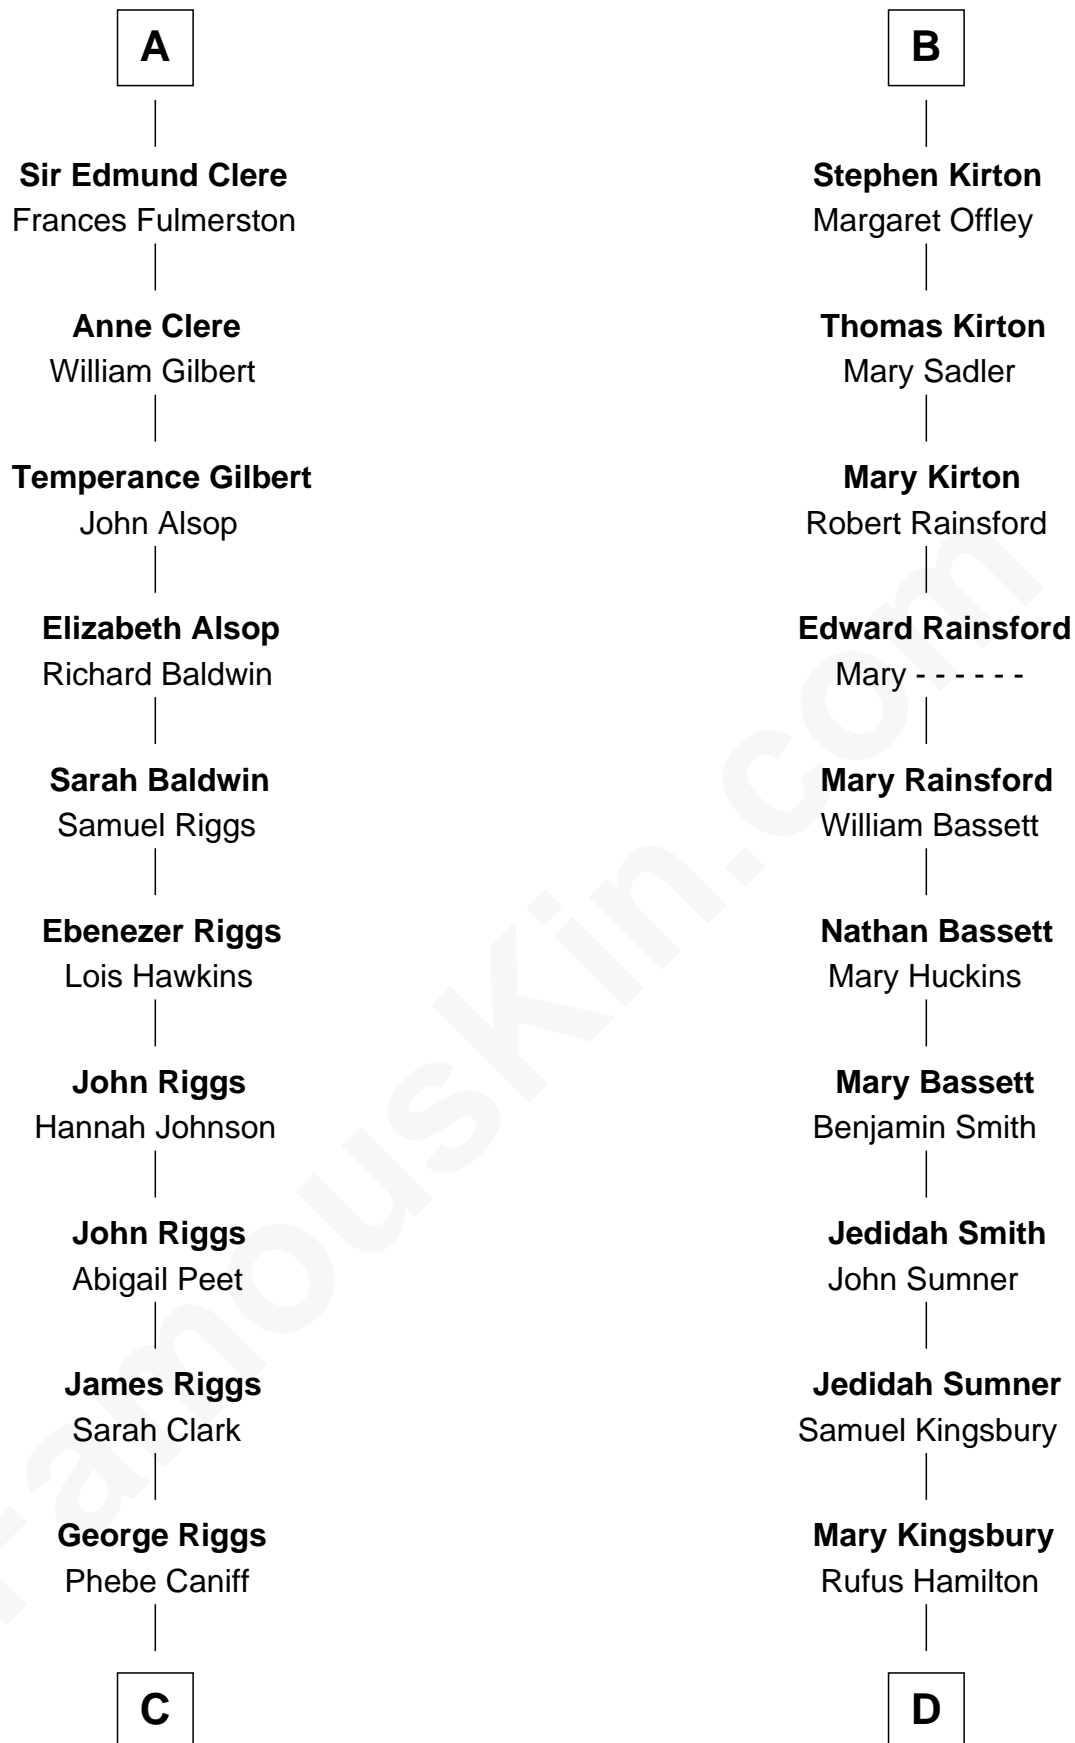 A
Sir Edmund Clere
Frances Fulmerston
Anne Clere
William Gilbert
Temperance Gilbert
John Alsop
Elizabeth Alsop
Richard Baldwin
Sarah Baldwin
Samuel Riggs
Ebenezer Riggs
Lois Hawkins
John Riggs
Hannah Johnson
John Riggs
Abigail Peet
James Riggs
Sarah Clark
George Riggs
Phebe Caniff
C
B
Stephen Kirton
Margaret Offley
Thomas Kirton
Mary Sadler
Mary Kirton
Robert Rainsford
Edward Rainsford
Mary - - - - - -
Mary Rainsford
William Bassett
Nathan Bassett
Mary Huckins
Mary Bassett
Benjamin Smith
Jedidah Smith
John Sumner
Jedidah Sumner
Samuel Kingsbury
Mary Kingsbury
Rufus Hamilton
D
FamousKin.com